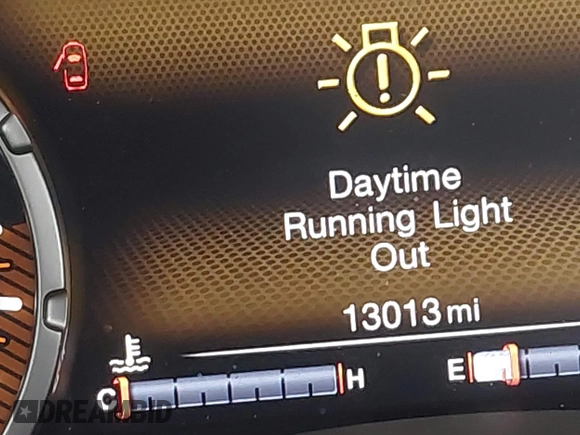 !
Daytime
Running Light
Out
13013 mi
C H E
DREAMBID